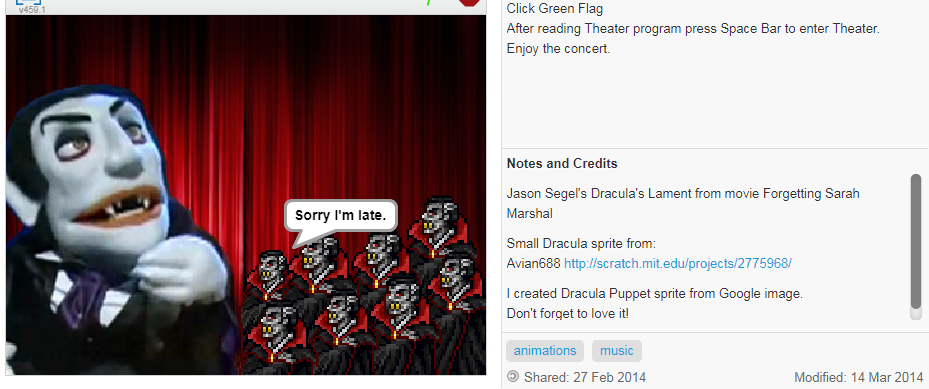 v459.1
Sorry I'm late.
Click Green Flag
After reading Theater program press Space Bar to enter Theater.
Enjoy the concert.
Notes and Credits
Jason Segel's Dracula's Lament from movie Forgetting Sarah
Marshal
Small Dracula sprite from:
Avian688 http://scratch.mit.edu/projects/2775968/
I created Dracula Puppet sprite from Google image.
Don't forget to love it!
animations music
Shared: 27 Feb 2014 Modified: 14 Mar 2014